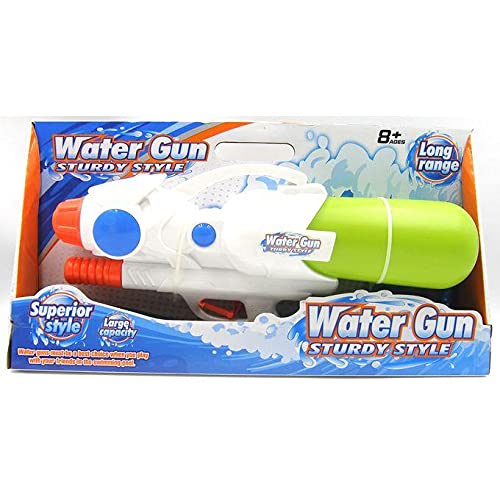 Water Gun
STURDY STYLE
8+
AGES
Long
range
Water Gun
STURDY STYLE
Superior
style
Large
capacity
Water guns must be a best choice when you play
with your friends in the swimming pool.
Water Gun
STURDY STYLE